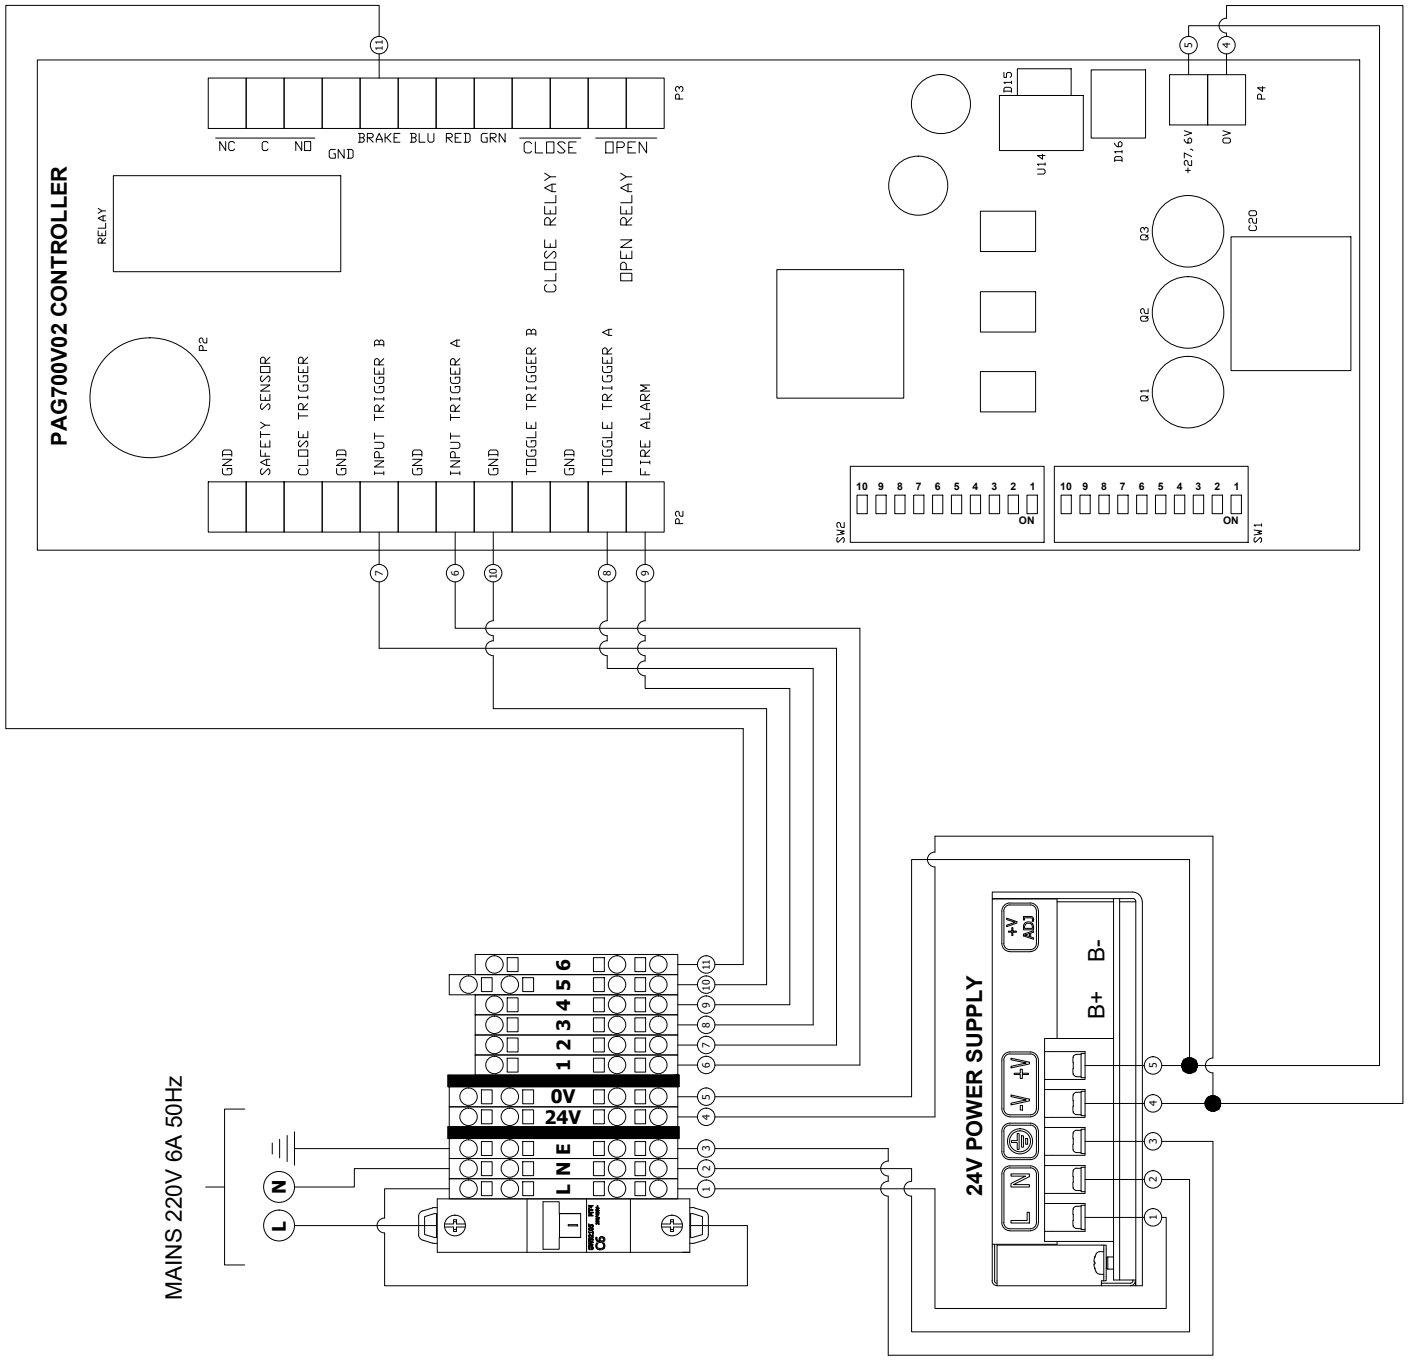 11
5
4
P3
NC
C
NO
GND
BRAKE
BLU
RED
GRN
CLOSE
OPEN
D15
U14
D16
+27,6V
0V
P4
PAG700V02 CONTROLLER
RELAY
CLOSE RELAY
OPEN RELAY
Q3
Q2
Q1
C20
P2
GND
SAFETY SENSOR
CLOSE TRIGGER
GND
INPUT TRIGGER B
GND
INPUT TRIGGER A
GND
TOGGLE TRIGGER B
GND
TOGGLE TRIGGER A
FIRE ALARM
P2
10 9 8 7 6 5 4 3 2 1
ON
SW2
10 9 8 7 6 5 4 3 2 1
ON
SW1
7
6
10
8
9
MAINS 220V 6A 50Hz
L
N
6
5
4
3
2
1
0V
24V
E
N
L
11
10
9
8
7
6
5
4
3
2
1
C6
24V POWER SUPPLY
+V
ADJ
B+ B-
-V +V
L N
5
4
3
2
1